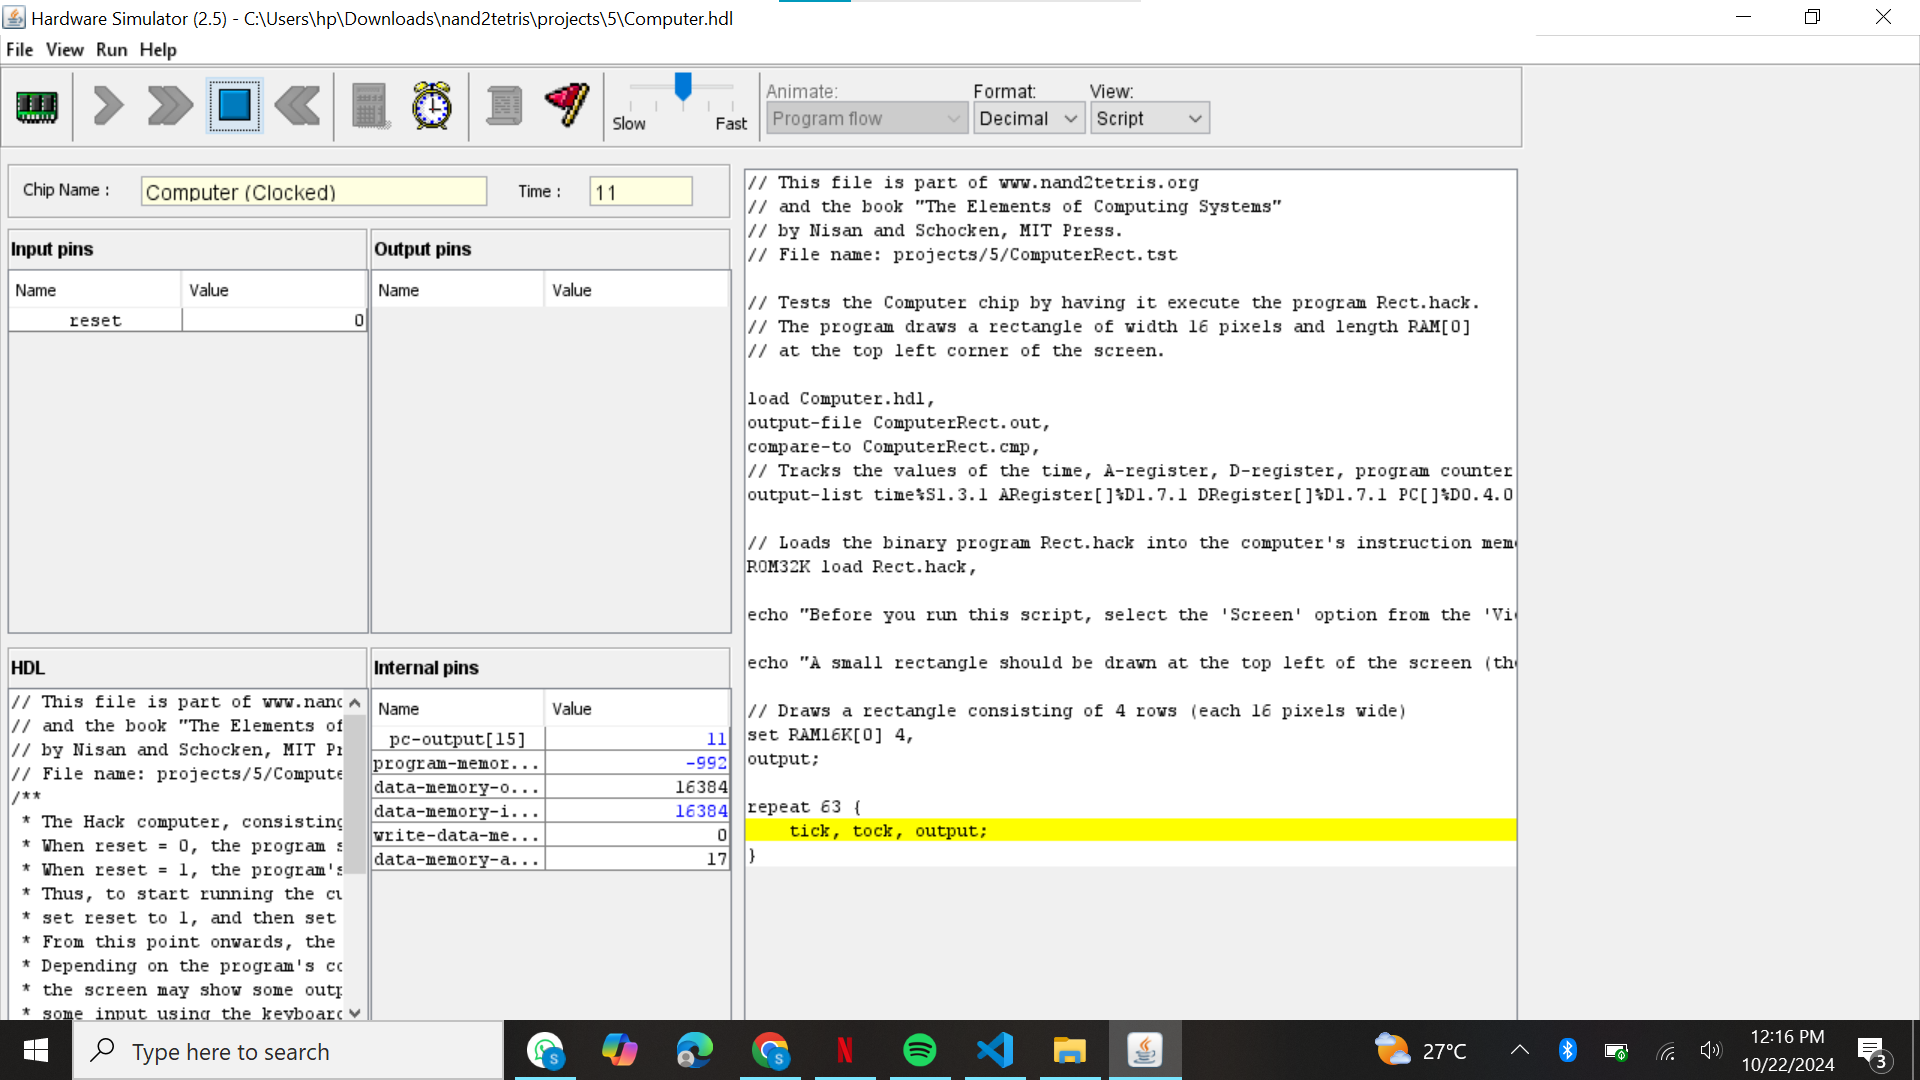 Hardware Simulator (2.5) - C:\Users\hp\Downloads\nand2tetris\projects\5\Computer.hdl
File View Run Help
Slow Fast
Animate:
Program flow
Format:
Decimal
View:
Script
Chip Name :
Computer (Clocked)
Time :
11
Input pins
Name Value
reset 0
Output pins
Name Value
HDL
// This file is part of www.nand
// and the book "The Elements of
// by Nisan and Schocken, MIT Pr
// File name: projects/5/Compute
/**
* The Hack computer, consisting
* When reset = 0, the program s
* When reset = 1, the program's
* Thus, to start running the cu
* set reset to 1, and then set
* From this point onwards, the
* Depending on the program's co
* the screen may show some outp
* some input using the keyboard
Internal pins
Name Value
pc-output[15] 11
program-memor... -992
data-memory-o... 16384
data-memory-i... 16384
write-data-me... 0
data-memory-a... 17
// This file is part of www.nand2tetris.org
// and the book "The Elements of Computing Systems"
// by Nisan and Schocken, MIT Press.
// File name: projects/5/ComputerRect.tst
// Tests the Computer chip by having it execute the program Rect.hack.
// The program draws a rectangle of width 16 pixels and length RAM[0]
// at the top left corner of the screen.
load Computer.hdl,
output-file ComputerRect.out,
compare-to ComputerRect.cmp,
// Tracks the values of the time, A-register, D-register, program counter
output-list time%S1.3.1 ARegister[]%D1.7.1 DRegister[]%D1.7.1 PC[]%D0.4.0
// Loads the binary program Rect.hack into the computer's instruction mem
ROM32K load Rect.hack,
echo "Before you run this script, select the 'Screen' option from the 'Vi
echo "A small rectangle should be drawn at the top left of the screen (th
// Draws a rectangle consisting of 4 rows (each 16 pixels wide)
set RAM16K[0] 4,
output;
repeat 63 {
tick, tock, output;
}
Type here to search
27°C
12:16 PM
10/22/2024
3